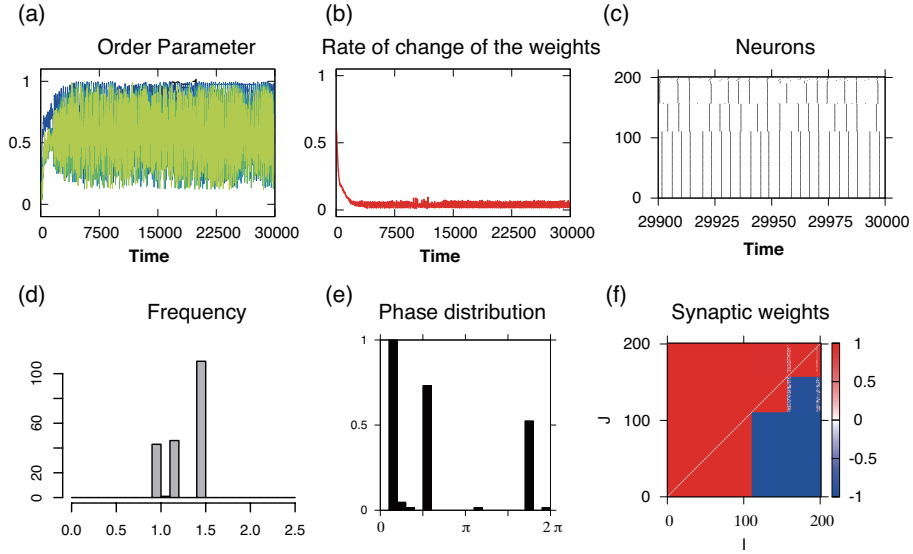 (a)
Order Parameter
1
0.5
0
0
7500
15000
22500
30000
Time
(b)
Rate of change of the weights
1
0.5
0
0
7500
15000
22500
30000
Time
(c)
Neurons
200
100
0
29900
29925
29950
29975
30000
Time
(d)
Frequency
100
60
20
0
0.0
0.5
1.0
1.5
2.0
2.5
(e)
Phase distribution
1
0.5
0
0
π
2 π
(f)
Synaptic weights
200
100
0
J
0
100
200
I
1
0.5
0
-0.5
-1